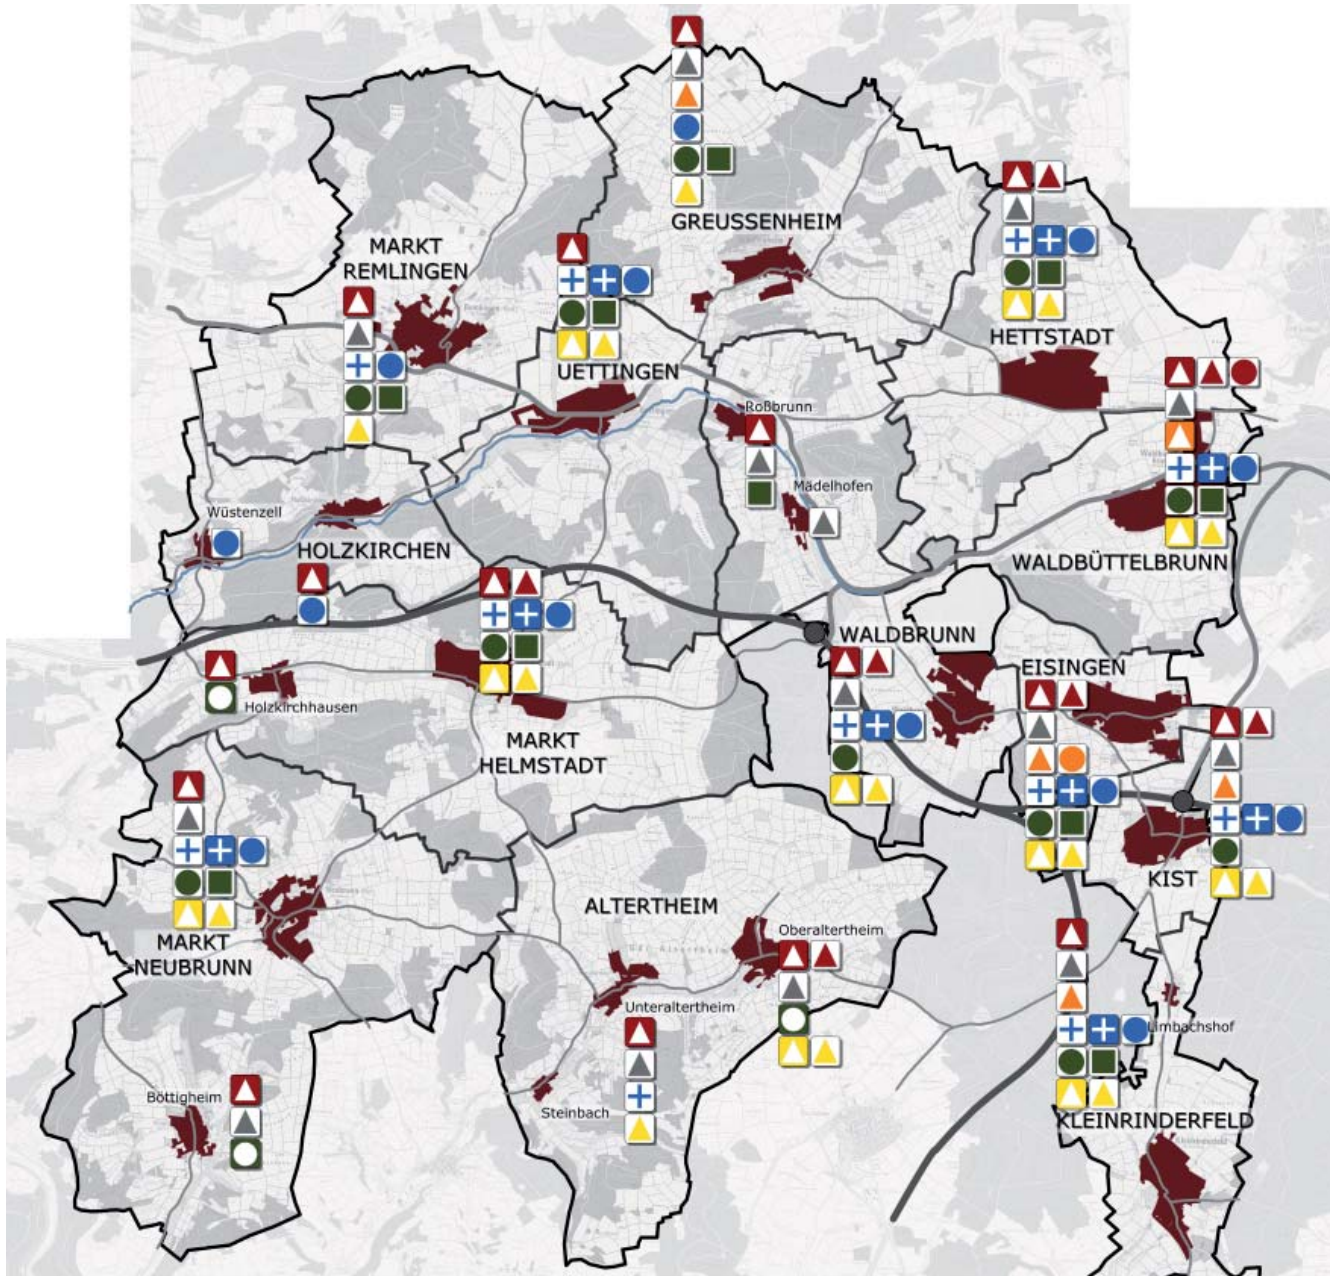 GREUSSENHEIM
MARKT
REMLINGEN
HETTSTADT
UETTINGEN
Roßbrunn
Mädelhofen
Wüstenzell
HOLZKIRCHEN
WALDBÜTTELBRUNN
WALDBRUNN
EISINGEN
Holzkirchhausen
MARKT
HELMSTADT
KIST
ALTERTHEIM
Oberaltertheim
MARKT
NEUBRUNN
Unteraltertheim
Limbachshof
Böttigheim
Steinbach
KLEINRINDERFELD